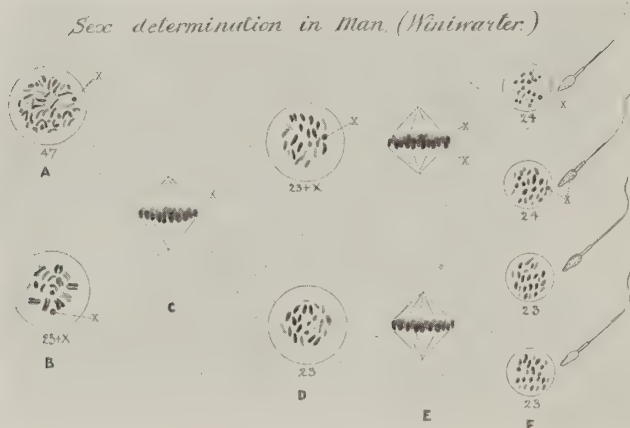 Sex determination in Man. (Winiwarter.)
X
47
A
X
23+X
B
X
C
X
23+X
23
D
X
X
E
24
X
24
X
23
23
F